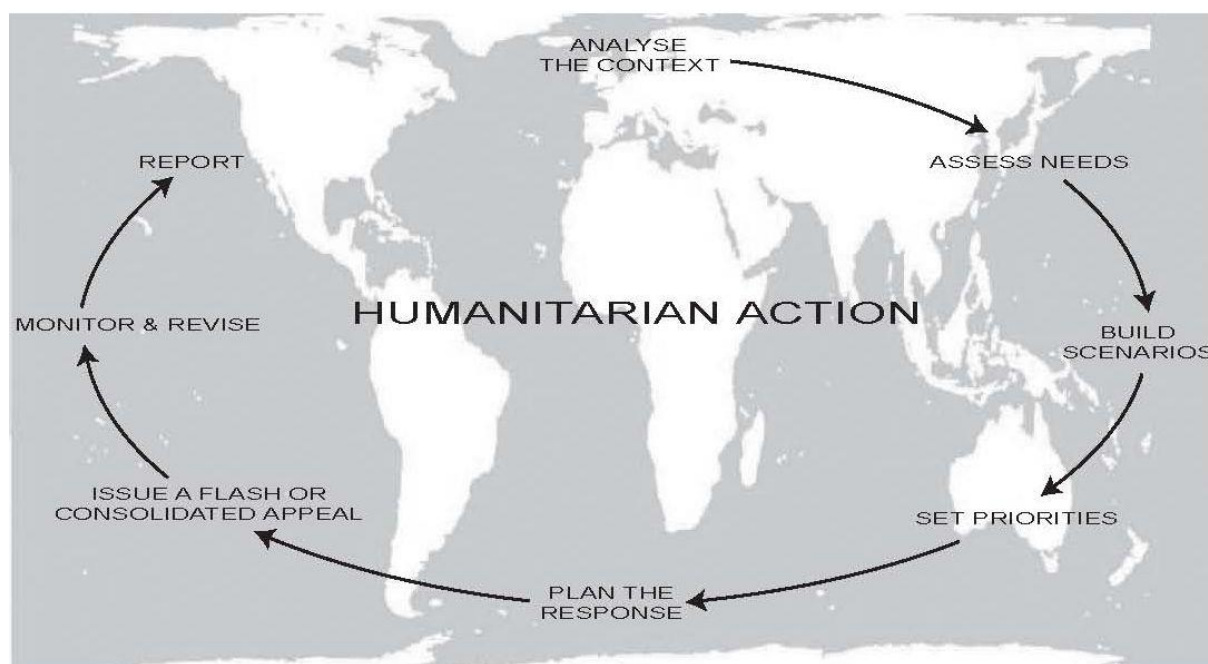 ANALYSE
THE CONTEXT
ASSESS NEEDS
BUILD
SCENARIOS
SET PRIORITIES
PLAN THE
RESPONSE
ISSUE A FLASH OR
CONSOLIDATED APPEAL
MONITOR & REVISE
REPORT
HUMANITARIAN ACTION